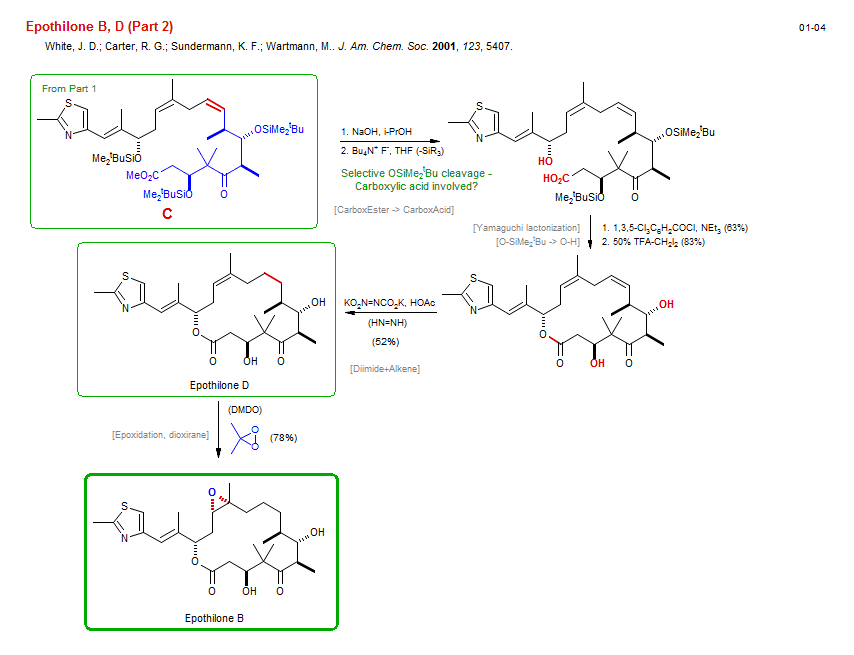 Epothilone B, D (Part 2)
01-04
White, J. D.; Carter, R. G.; Sundermann, K. F.; Wartmann, M.. J. Am. Chem. Soc. 2001, 123, 5407.
From Part 1
S
N
Me₂ᵗBuSiO
OSiMe₂ᵗBu
MeO₂C
Me₂ᵗBuSiO
O
C
1. NaOH, i-PrOH
2. Bu₄N⁺ F⁻, THF (-SiR₃)
Selective OSiMe₂ᵗBu cleavage -
Carboxylic acid involved?
[CarboxEster -> CarboxAcid]
S
N
HO
OSiMe₂ᵗBu
HO₂C
Me₂ᵗBuSiO
O
[Yamaguchi lactonization]
[O-SiMe₂ᵗBu -> O-H]
1. 1,3,5-Cl₃C₆H₂COCl, NEt₃ (63%)
2. 50% TFA-CH₂Cl₂ (83%)
S
N
O
OH
O
OH
O
KO₂N=NCO₂K, HOAc
(HN=NH)
(52%)
[Diimide+Alkene]
S
N
O
OH
O
OH
O
Epothilone D
[Epoxidation, dioxirane]
(DMDO)
O
O
(78%)
O
S
N
O
OH
O
OH
O
Epothilone B